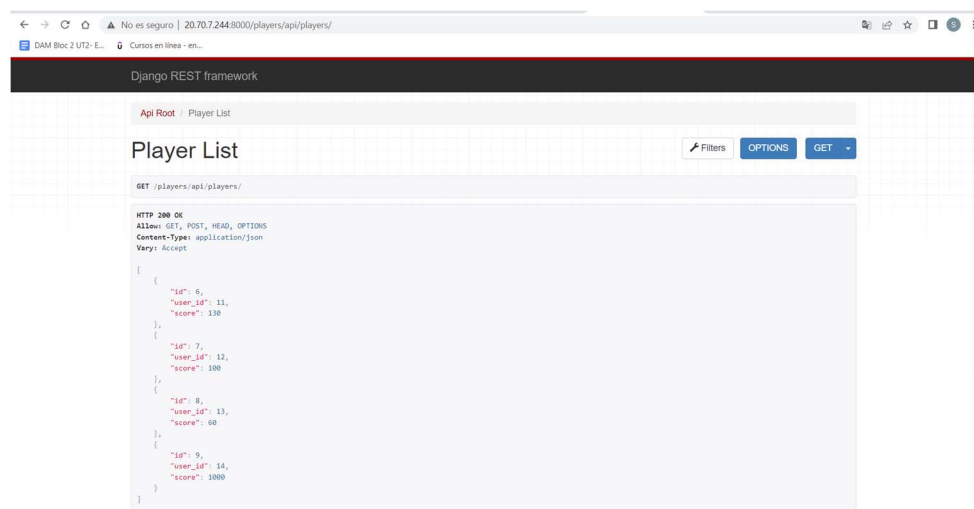 No es seguro | 20.70.7.244:8000/players/api/players/
DAM Bloc 2 UT2- E... Cursos en línea - en...
S
Django REST framework
Api Root / Player List
Player List
Filters OPTIONS GET
GET /players/api/players/
HTTP 200 OK
Allow: GET, POST, HEAD, OPTIONS
Content-Type: application/json
Vary: Accept
[
{
"id": 6,
"user_id": 11,
"score": 130
},
{
"id": 7,
"user_id": 12,
"score": 100
},
{
"id": 8,
"user_id": 13,
"score": 60
},
{
"id": 9,
"user_id": 14,
"score": 1000
}
]